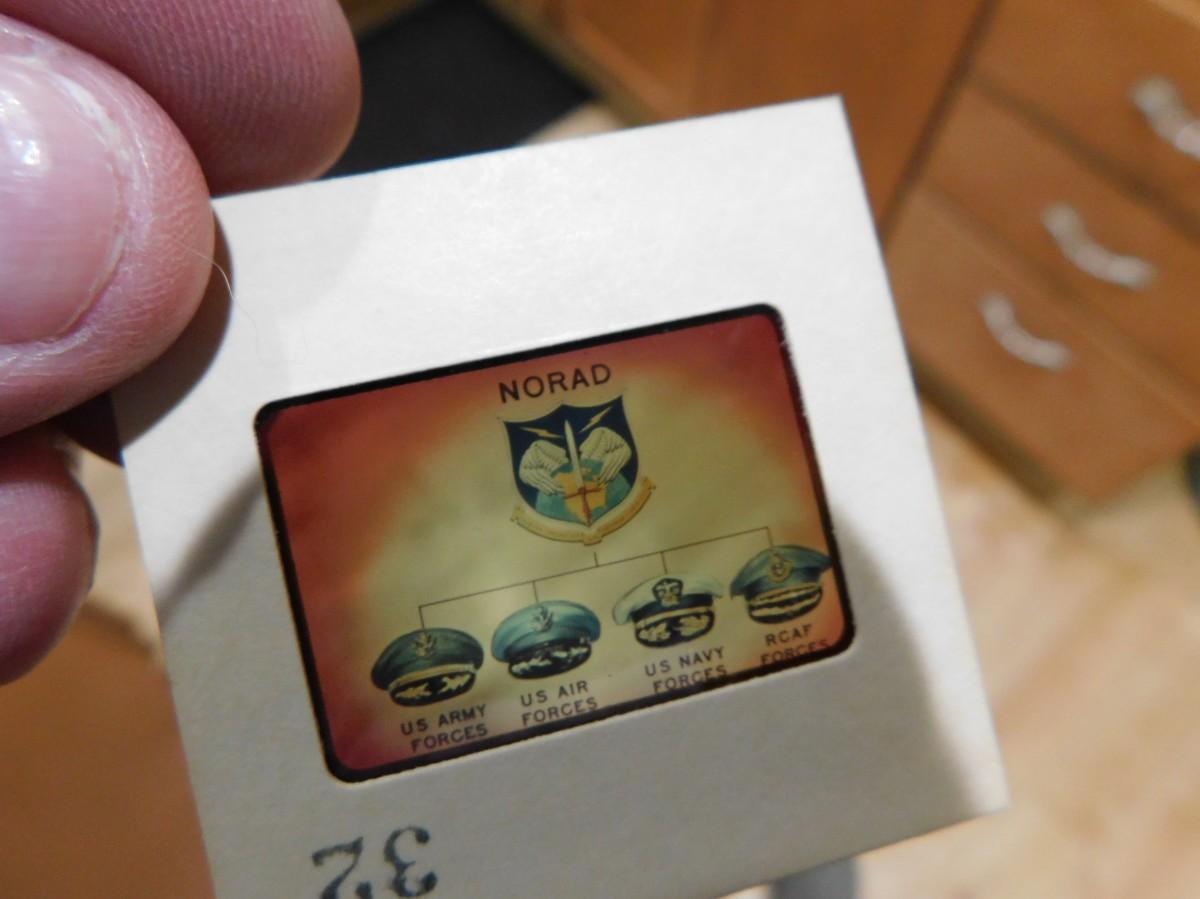 NORAD
US ARMY
FORCES
US AIR
FORCES
US NAVY
FORCES
RCAF
FORCES
32